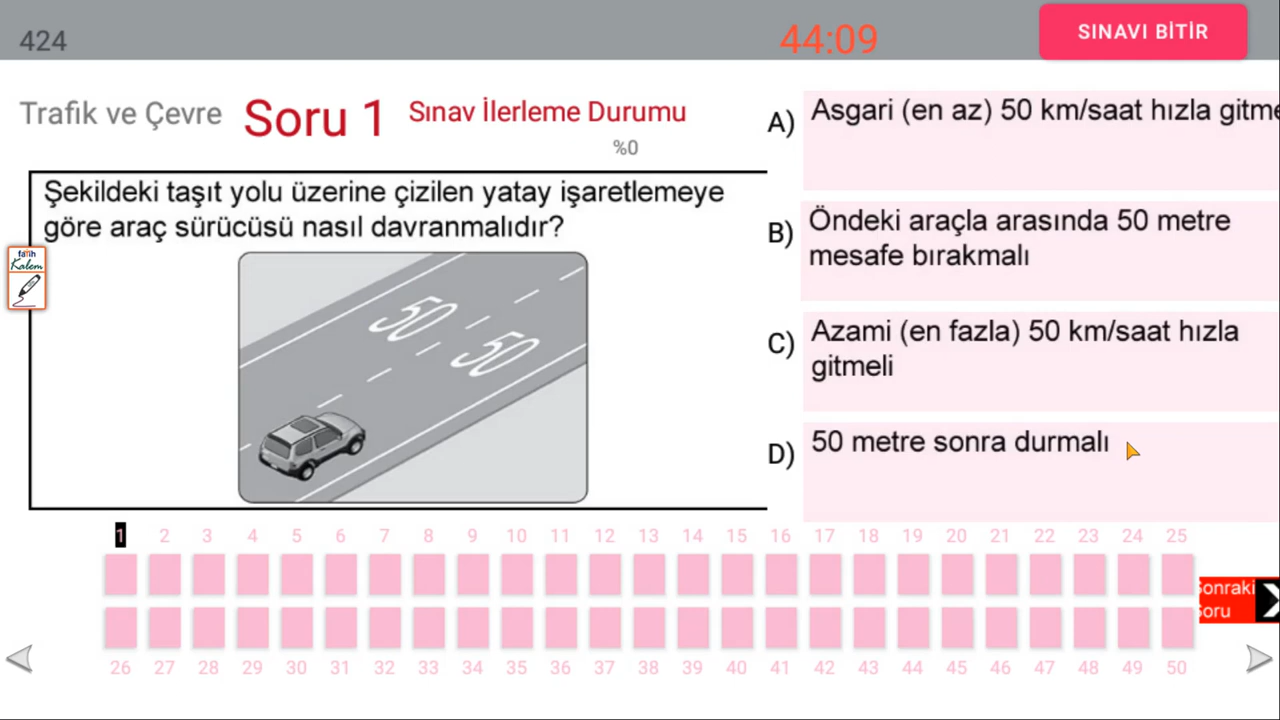 424
44:09
SINAVI BİTİR
Trafik ve Çevre
Soru 1
Sınav İlerleme Durumu
%0
Şekildeki taşıt yolu üzerine çizilen yatay işaretlemeye
göre araç sürücüsü nasıl davranmalıdır?
fatih
Kalem
50
50
A) Asgari (en az) 50 km/saat hızla gitme
B) Öndeki araçla arasında 50 metre
mesafe bırakmalı
C) Azami (en fazla) 50 km/saat hızla
gitmeli
D) 50 metre sonra durmalı
1 2 3 4 5 6 7 8 9 10 11 12 13 14 15 16 17 18 19 20 21 22 23 24 25
Sonraki
Soru
26 27 28 29 30 31 32 33 34 35 36 37 38 39 40 41 42 43 44 45 46 47 48 49 50